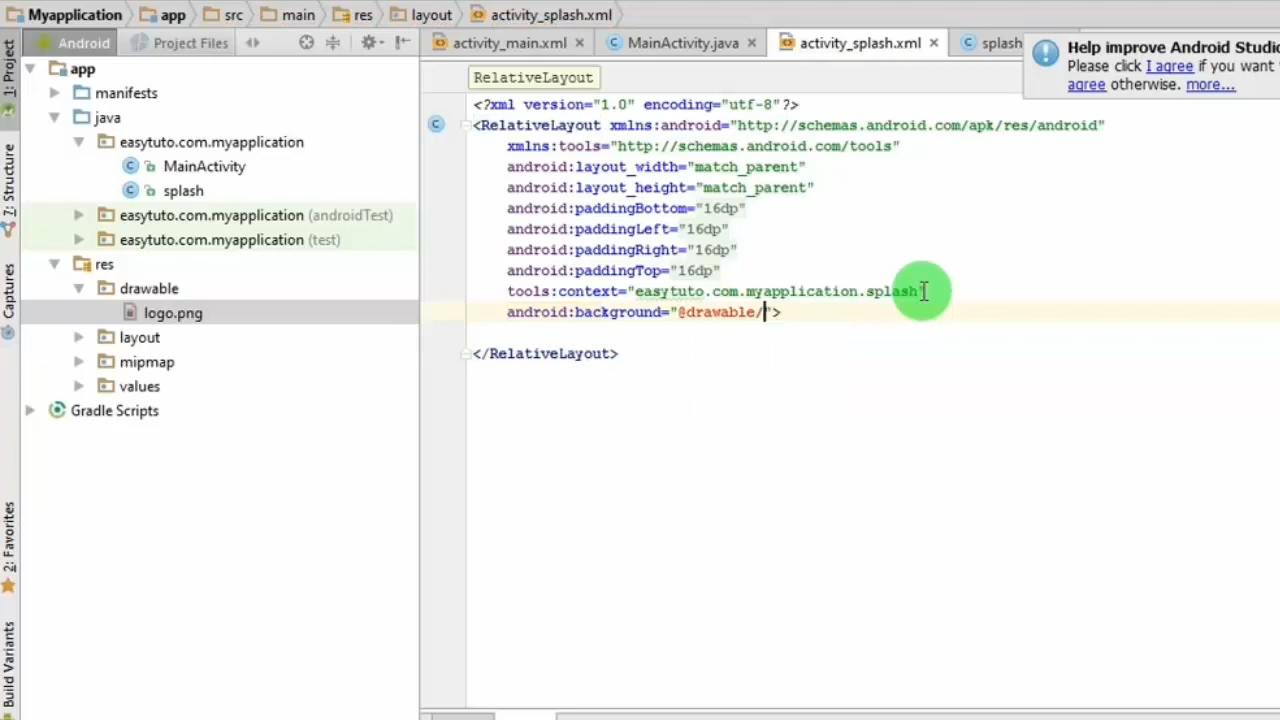 Myapplication app src main res layout activity_splash.xml
Android Project Files
activity_main.xml MainActivity.java activity_splash.xml splash
Help improve Android Studio
Please click I agree if you want
agree otherwise. more...
1: Project
7: Structure
Captures
2: Favorites
Build Variants
app
manifests
java
easytuto.com.myapplication
MainActivity
splash
easytuto.com.myapplication (androidTest)
easytuto.com.myapplication (test)
res
drawable
logo.png
layout
mipmap
values
Gradle Scripts
RelativeLayout
<?xml version="1.0" encoding="utf-8"?>
<RelativeLayout xmlns:android="http://schemas.android.com/apk/res/android"
xmlns:tools="http://schemas.android.com/tools"
android:layout_width="match_parent"
android:layout_height="match_parent"
android:paddingBottom="16dp"
android:paddingLeft="16dp"
android:paddingRight="16dp"
android:paddingTop="16dp"
tools:context="easytuto.com.myapplication.splash"
android:background="@drawable/">
</RelativeLayout>